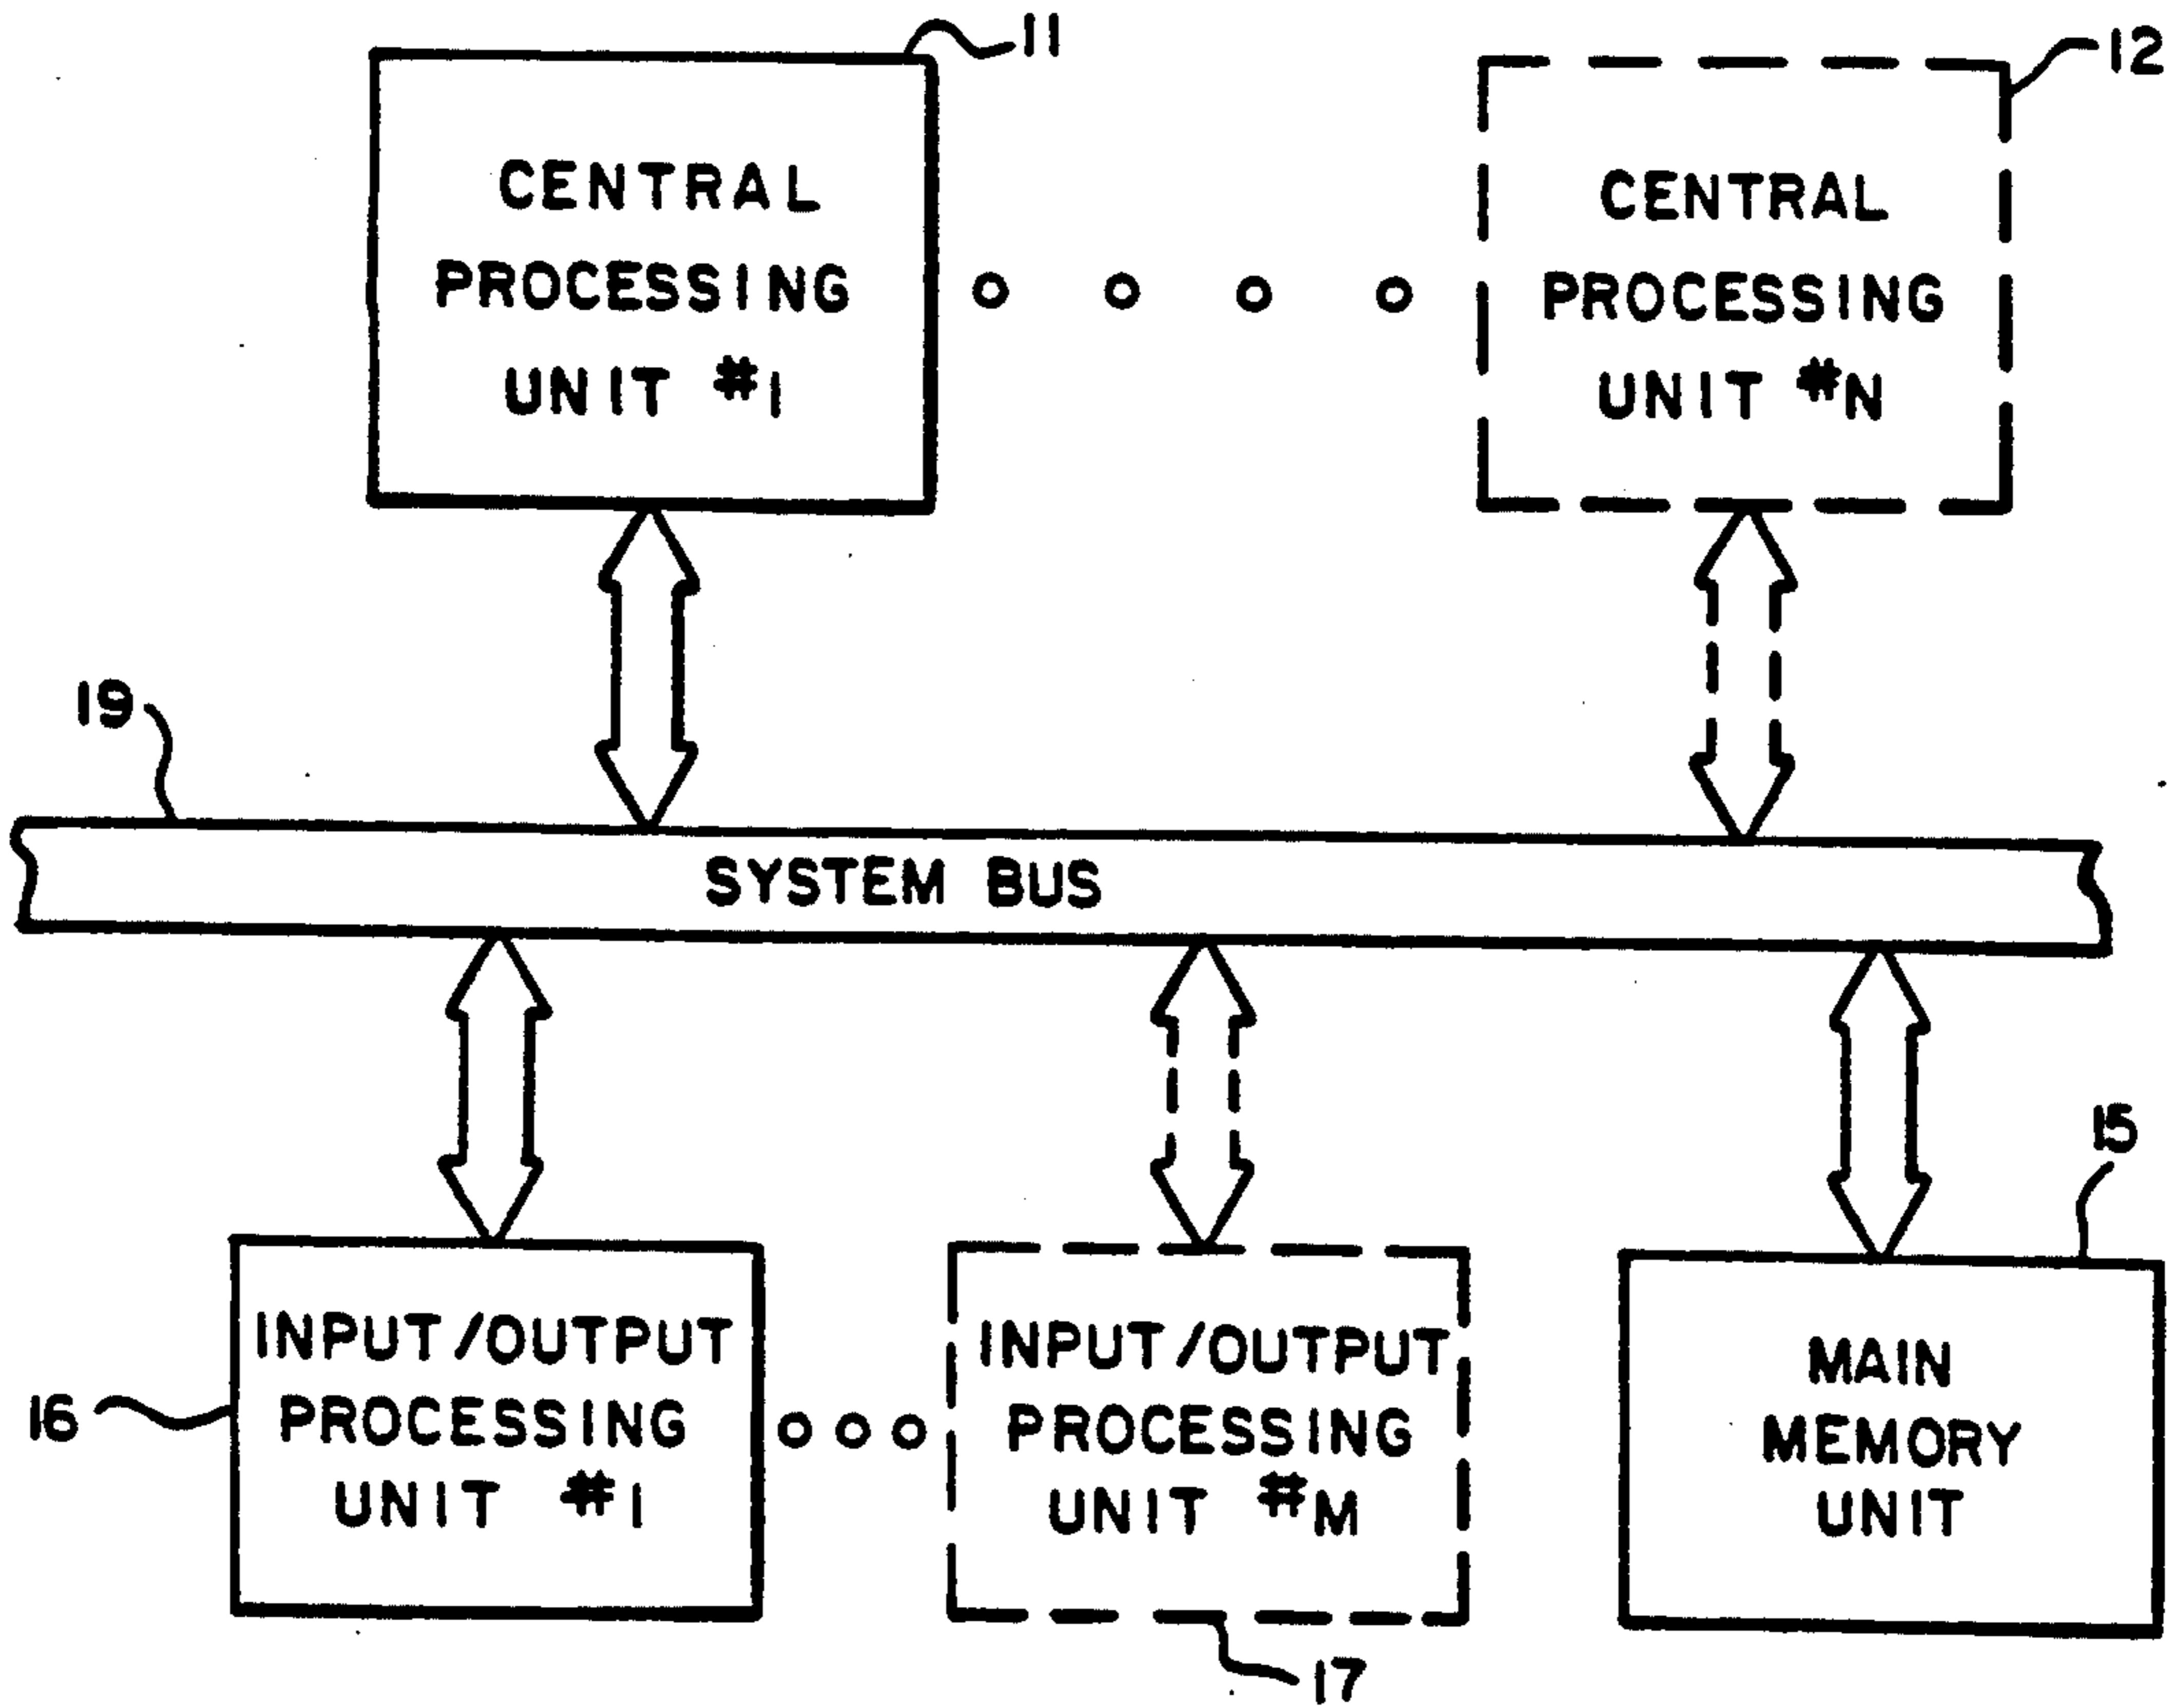 11
12
CENTRAL
PROCESSING
UNIT #1
CENTRAL
PROCESSING
UNIT #N
19
SYSTEM BUS
15
INPUT/OUTPUT
PROCESSING
UNIT #1
16
INPUT/OUTPUT
PROCESSING
UNIT #M
17
MAIN
MEMORY
UNIT